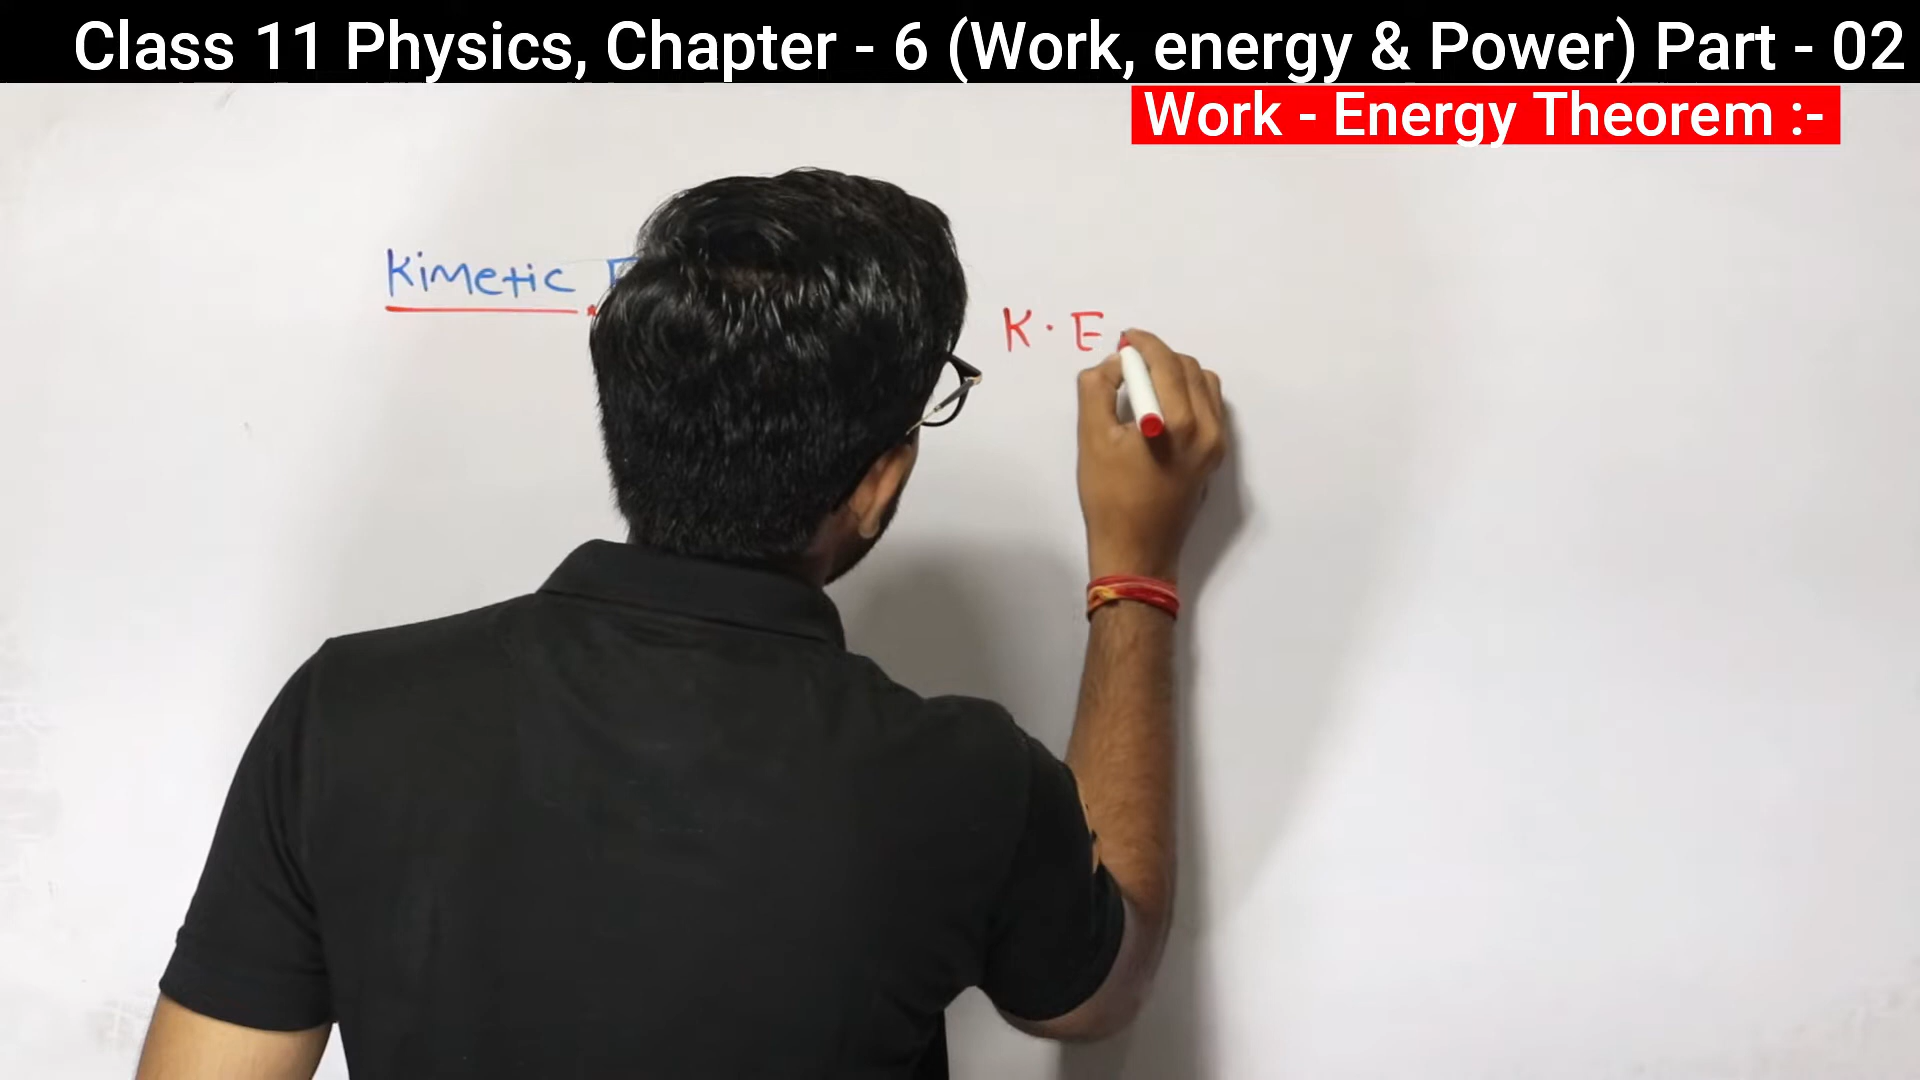 Class 11 Physics, Chapter - 6 (Work, energy & Power) Part - 02
Work - Energy Theorem :-
Kimetic
K.E